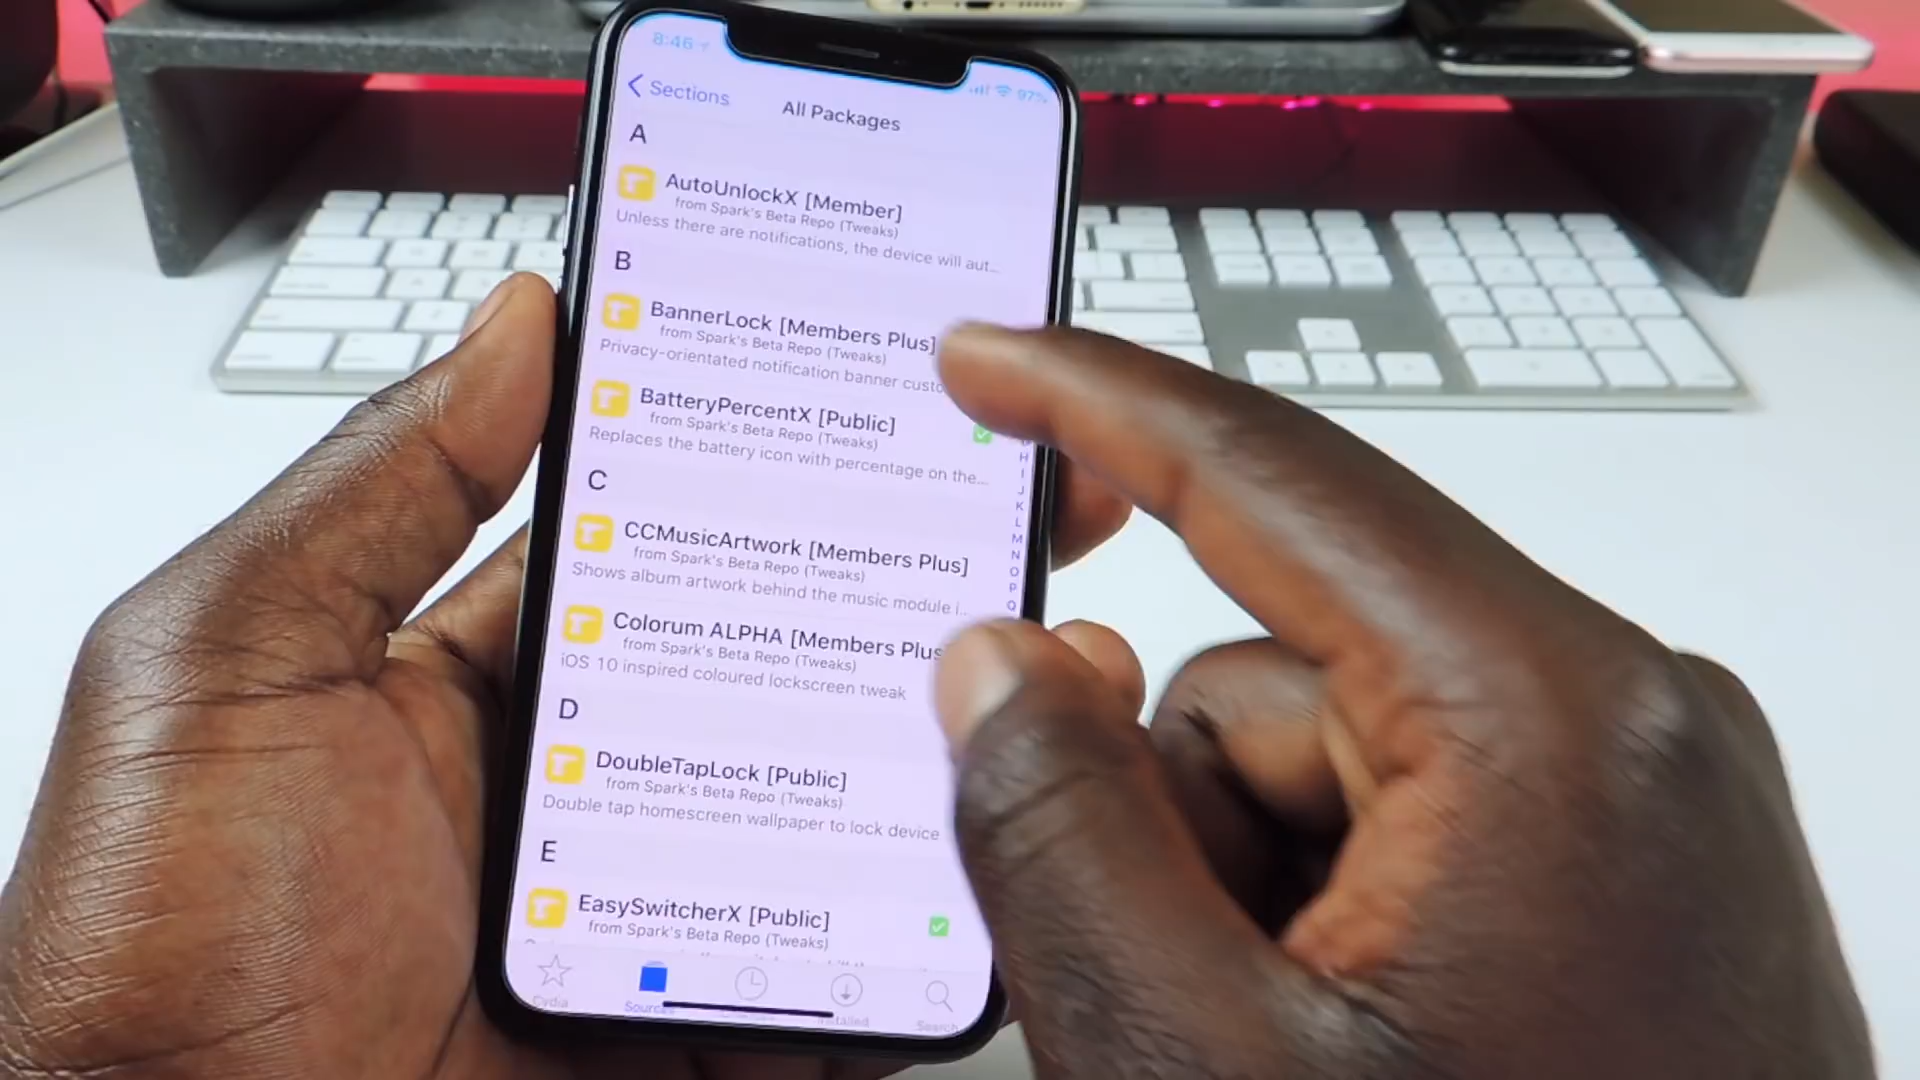 8:46
97%
Sections
All Packages
A
AutoUnlockX [Member]
from Spark's Beta Repo (Tweaks)
Unless there are notifications, the device will aut...
B
BannerLock [Members Plus]
from Spark's Beta Repo (Tweaks)
Privacy-orientated notification banner custo
BatteryPercentX [Public]
from Spark's Beta Repo (Tweaks)
Replaces the battery icon with percentage on the...
C
CCMusicArtwork [Members Plus]
from Spark's Beta Repo (Tweaks)
Shows album artwork behind the music module i...
Colorum ALPHA [Members Plus
from Spark's Beta Repo (Tweaks)
iOS 10 inspired coloured lockscreen tweak
D
DoubleTapLock [Public]
from Spark's Beta Repo (Tweaks)
Double tap homescreen wallpaper to lock device
E
EasySwitcherX [Public]
from Spark's Beta Repo (Tweaks)
H
I
J
K
L
M
N
O
P
Q
Cydia
Sources
Installed
Search